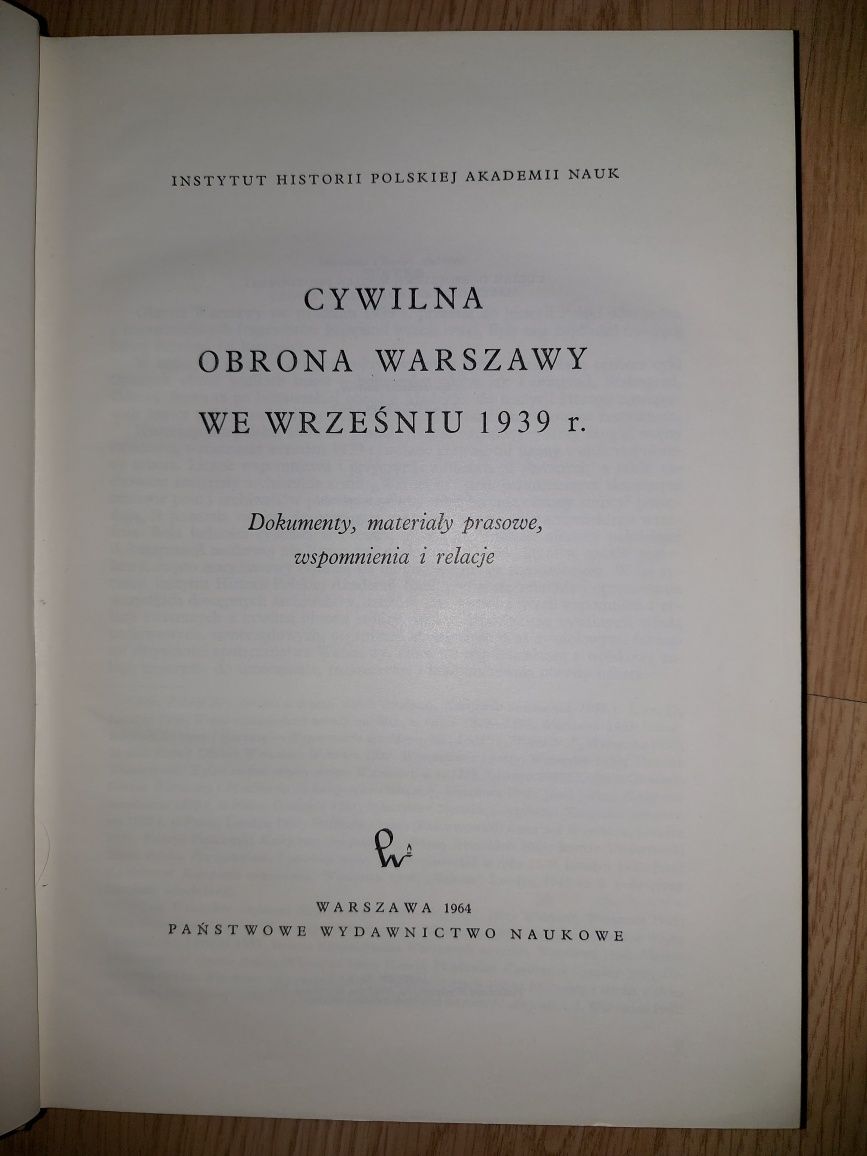 INSTYTUT HISTORII POLSKIEJ AKADEMII NAUK
CYWILNA
OBRONA WARSZAWY
WE WRZEŚNIU 1939 r.
Dokumenty, materiały prasowe,
wspomnienia i relacje
WARSZAWA 1964
PAŃSTWOWE WYDAWNICTWO NAUKOWE